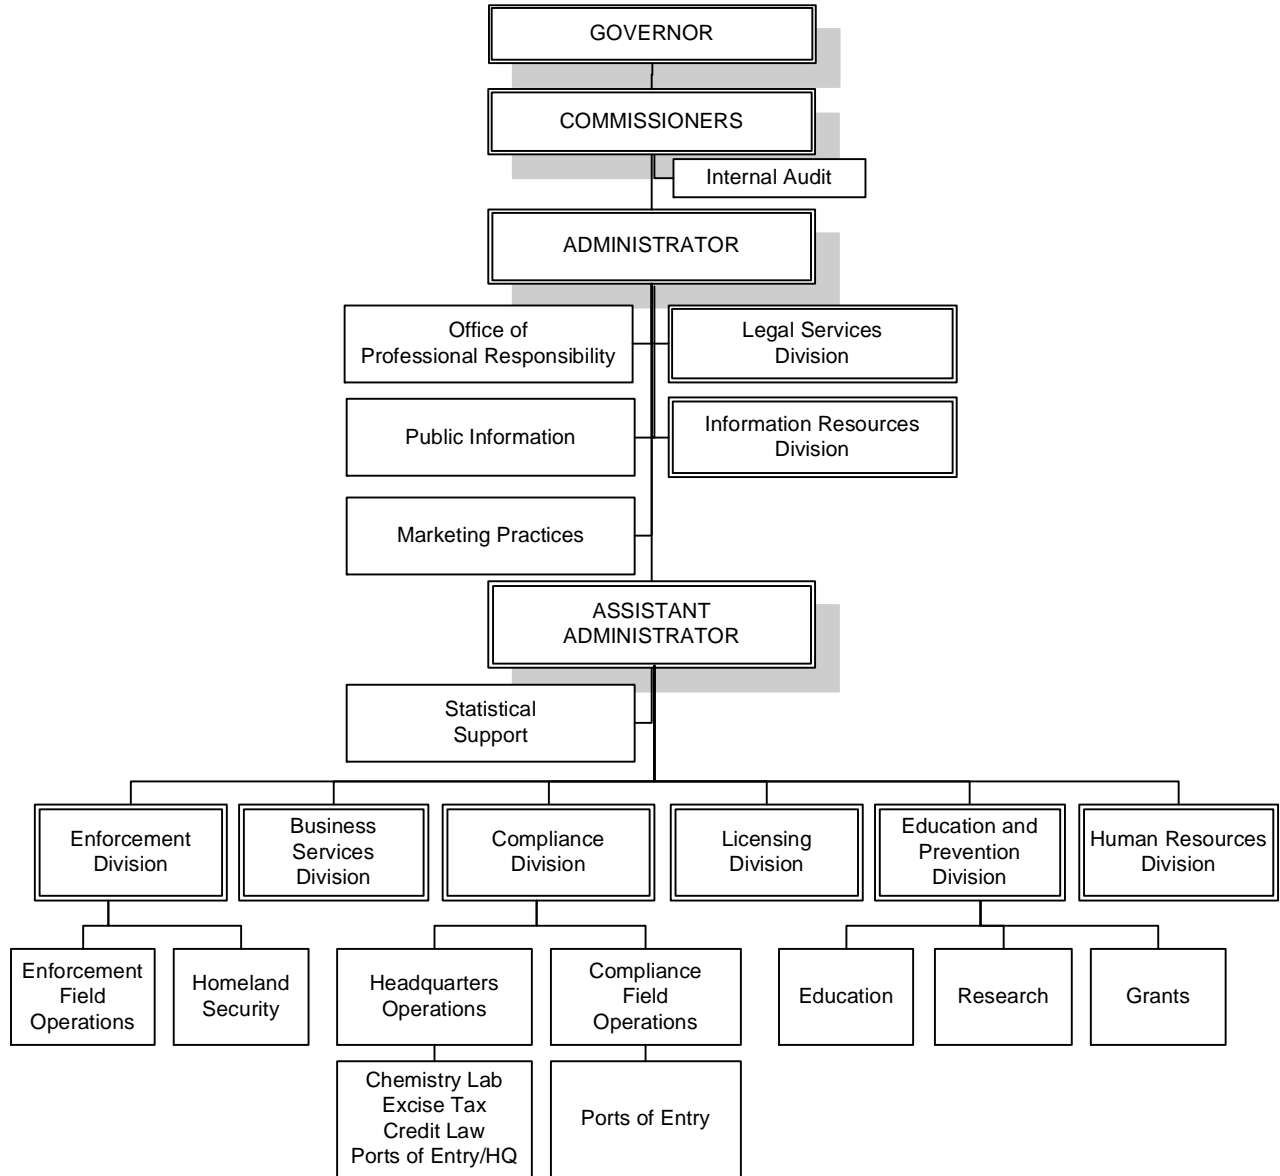 GOVERNOR
COMMISSIONERS
Internal Audit
ADMINISTRATOR
Office of
Professional Responsibility
Legal Services
Division
Public Information
Information Resources
Division
Marketing Practices
ASSISTANT
ADMINISTRATOR
Statistical
Support
Enforcement
Division
Business
Services
Division
Compliance
Division
Licensing
Division
Education and
Prevention
Division
Human Resources
Division
Enforcement
Field
Operations
Homeland
Security
Headquarters
Operations
Compliance
Field
Operations
Education
Research
Grants
Chemistry Lab
Excise Tax
Credit Law
Ports of Entry/HQ
Ports of Entry